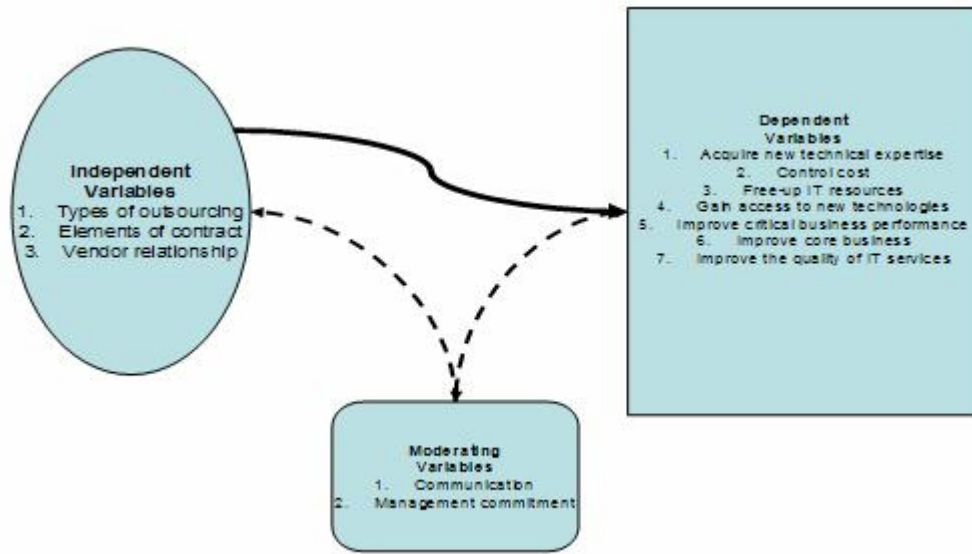 Independent
Variables
1. Types of outsourcing
2. Elements of contract
3. Vendor relationship
Dependent
Variables
1. Acquire new technical expertise
2. Control cost
3. Free-up IT resources
4. Gain access to new technologies
5. Improve critical business performance
6. Improve core business
7. Improve the quality of IT services
Moderating
Variables
1. Communication
2. Management commitment